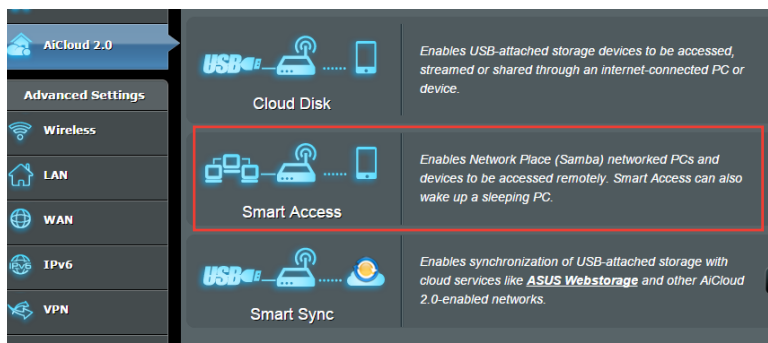 AiCloud 2.0
Advanced Settings
Wireless
LAN
WAN
IPv6
IPv6
VPN
USB
Cloud Disk
Enables USB-attached storage devices to be accessed,
streamed or shared through an internet-connected PC or
device.
Smart Access
Enables Network Place (Samba) networked PCs and
devices to be accessed remotely. Smart Access can also
wake up a sleeping PC.
USB
Smart Sync
Enables synchronization of USB-attached storage with
cloud services like ASUS Webstorage and other AiCloud
2.0-enabled networks.